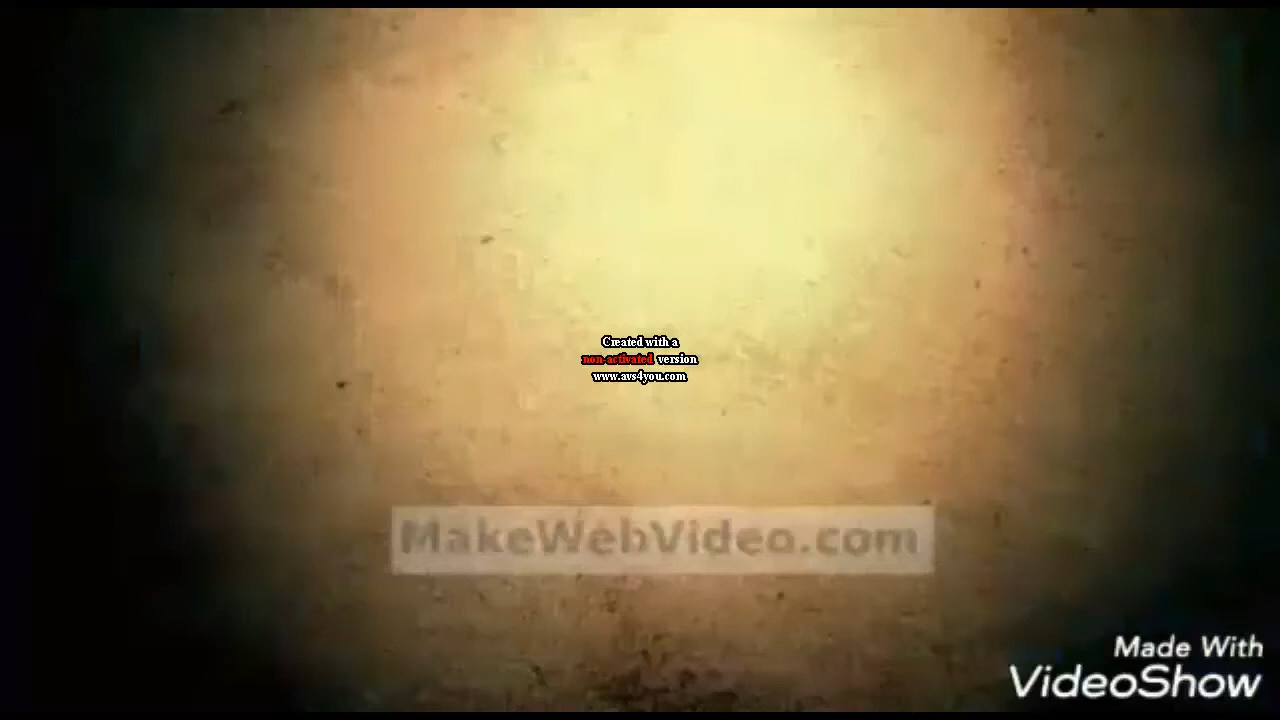 Created with a
non-activated version
www.avs4you.com
MakeWebVideo.com
Made With
VideoShow